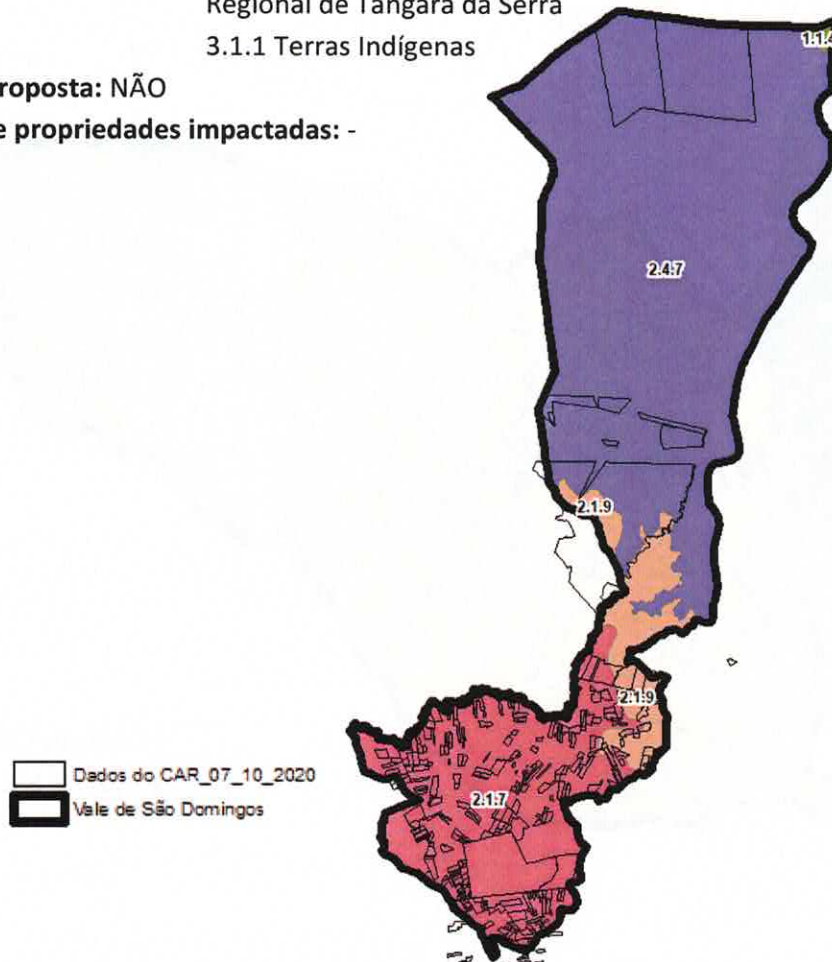 Regional de Tangará da Serra
3.1.1 Terras Indígenas
roposta: NÃO
e propriedades impactadas: -
2.4.7
2.1.9
2.1.9
2.1.7
Dados do CAR_07_10_2020
Vale de São Domingos